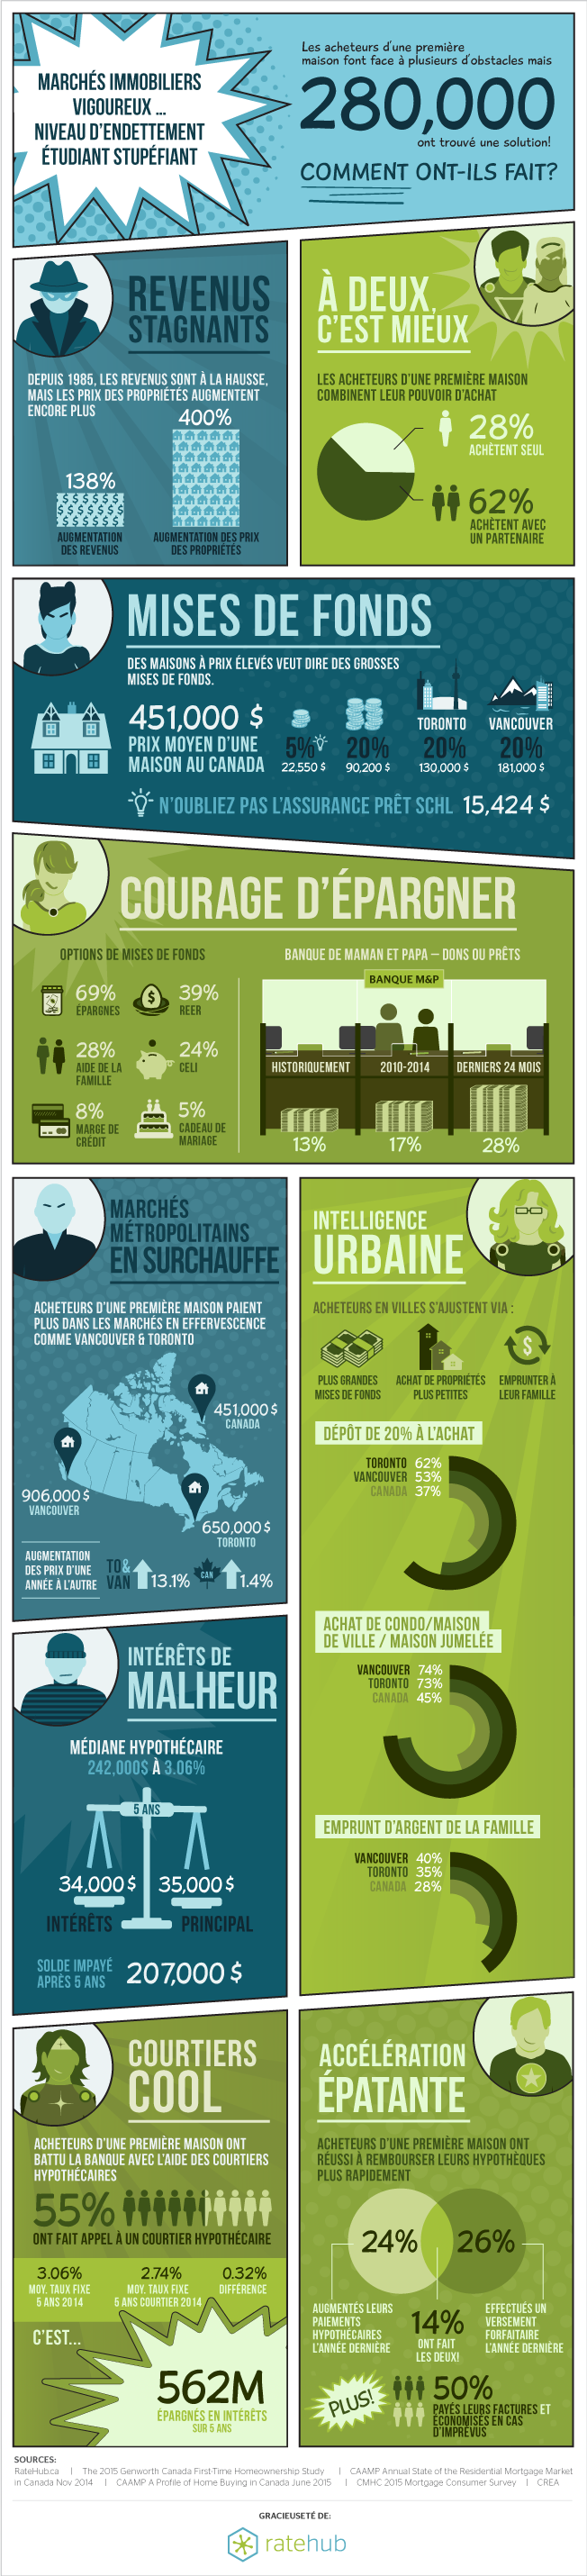 MARCHÉS IMMOBILIERS
VIGOUREUX ...
NIVEAU D'ENDETTEMENT
ÉTUDIANT STUPÉFIANT
Les acheteurs d'une première
maison font face à plusieurs d'obstacles mais
280,000
ont trouvé une solution!
COMMENT ONT-ILS FAIT?
REVENUS
STAGNANTS
DEPUIS 1985, LES REVENUS SONT À LA HAUSSE,
MAIS LES PRIX DES PROPRIÉTÉS AUGMENTENT
ENCORE PLUS
400%
138%
AUGMENTATION
DES REVENUS
AUGMENTATION DES PRIX
DES PROPRIÉTÉS
À DEUX,
C'EST MIEUX
LES ACHETEURS D'UNE PREMIÈRE MAISON
COMBINENT LEUR POUVOIR D'ACHAT
28%
ACHÈTENT SEUL
62%
ACHÈTENT AVEC
UN PARTENAIRE
MISES DE FONDS
DES MAISONS À PRIX ÉLEVÉS VEUT DIRE DES GROSSES
MISES DE FONDS.
451,000 $
PRIX MOYEN D'UNE
MAISON AU CANADA
5%
22,550 $
20%
90,200 $
TORONTO
20%
130,000 $
VANCOUVER
20%
181,000 $
N'OUBLIEZ PAS L'ASSURANCE PRÊT SCHL 15,424 $
COURAGE D'ÉPARGNER
OPTIONS DE MISES DE FONDS
69%
ÉPARGNES
39%
REER
28%
AIDE DE LA
FAMILLE
24%
CELI
8%
MARGE DE
CRÉDIT
5%
CADEAU DE
MARIAGE
BANQUE DE MAMAN ET PAPA – DONS OU PRÊTS
BANQUE M&P
HISTORIQUEMENT
2010-2014
DERNIERS 24 MOIS
13%
17%
28%
MARCHÉS
MÉTROPOLITAINS
EN SURCHAUFFE
ACHETEURS D'UNE PREMIÈRE MAISON PAIENT
PLUS DANS LES MARCHÉS EN EFFERVESCENCE
COMME VANCOUVER & TORONTO
451,000 $
CANADA
906,000 $
VANCOUVER
650,000 $
TORONTO
AUGMENTATION
DES PRIX D'UNE
ANNÉE À L'AUTRE
TO&
VAN
13.1%
CAN
1.4%
INTELLIGENCE
URBAINE
ACHETEURS EN VILLES S'AJUSTENT VIA :
PLUS GRANDES
MISES DE FONDS
ACHAT DE PROPRIÉTÉS
PLUS PETITES
EMPRUNTER À
LEUR FAMILLE
DÉPÔT DE 20% À L'ACHAT
TORONTO 62%
VANCOUVER 53%
CANADA 37%
ACHAT DE CONDO/MAISON
DE VILLE / MAISON JUMELÉE
VANCOUVER 74%
TORONTO 73%
CANADA 45%
EMPRUNT D'ARGENT DE LA FAMILLE
VANCOUVER 40%
TORONTO 35%
CANADA 28%
INTÉRÊTS DE
MALHEUR
MÉDIANE HYPOTHÉCAIRE
242,000$ À 3.06%
5 ANS
34,000 $
INTÉRÊTS
35,000 $
PRINCIPAL
SOLDE IMPAYÉ
APRÈS 5 ANS
207,000 $
COURTIERS
COOL
ACHETEURS D'UNE PREMIÈRE MAISON ONT
BATTU LA BANQUE AVEC L'AIDE DES COURTIERS
HYPOTHÉCAIRES
55%
ONT FAIT APPEL À UN COURTIER HYPOTHÉCAIRE
3.06%
MOY. TAUX FIXE
5 ANS 2014
2.74%
MOY. TAUX FIXE
5 ANS COURTIER 2014
0.32%
DIFFÉRENCE
C'EST...
562M
ÉPARGNÉS EN INTÉRÊTS
SUR 5 ANS
ACCÉLÉRATION
ÉPATANTE
ACHETEURS D'UNE PREMIÈRE MAISON ONT
RÉUSSI À REMBOURSER LEURS HYPOTHÈQUES
PLUS RAPIDEMENT
24%
26%
AUGMENTÉS LEURS
PAIEMENTS
HYPOTHÉCAIRES
L'ANNÉE DERNIÈRE
14%
ONT FAIT
LES DEUX!
EFFECTUÉS UN
VERSEMENT
FORFAITAIRE
L'ANNÉE DERNIÈRE
PLUS!
50%
PAYÉS LEURS FACTURES ET
ÉCONOMISES EN CAS
D'IMPRÉVUS
SOURCES:
RateHub.ca | The 2015 Genworth Canada First-Time Homeownership Study | CAAMP Annual State of the Residential Mortgage Market
in Canada Nov 2014 | CAAMP A Profile of Home Buying in Canada June 2015 | CMHC 2015 Mortgage Consumer Survey | CREA
GRACIEUSETÉ DE:
ratehub